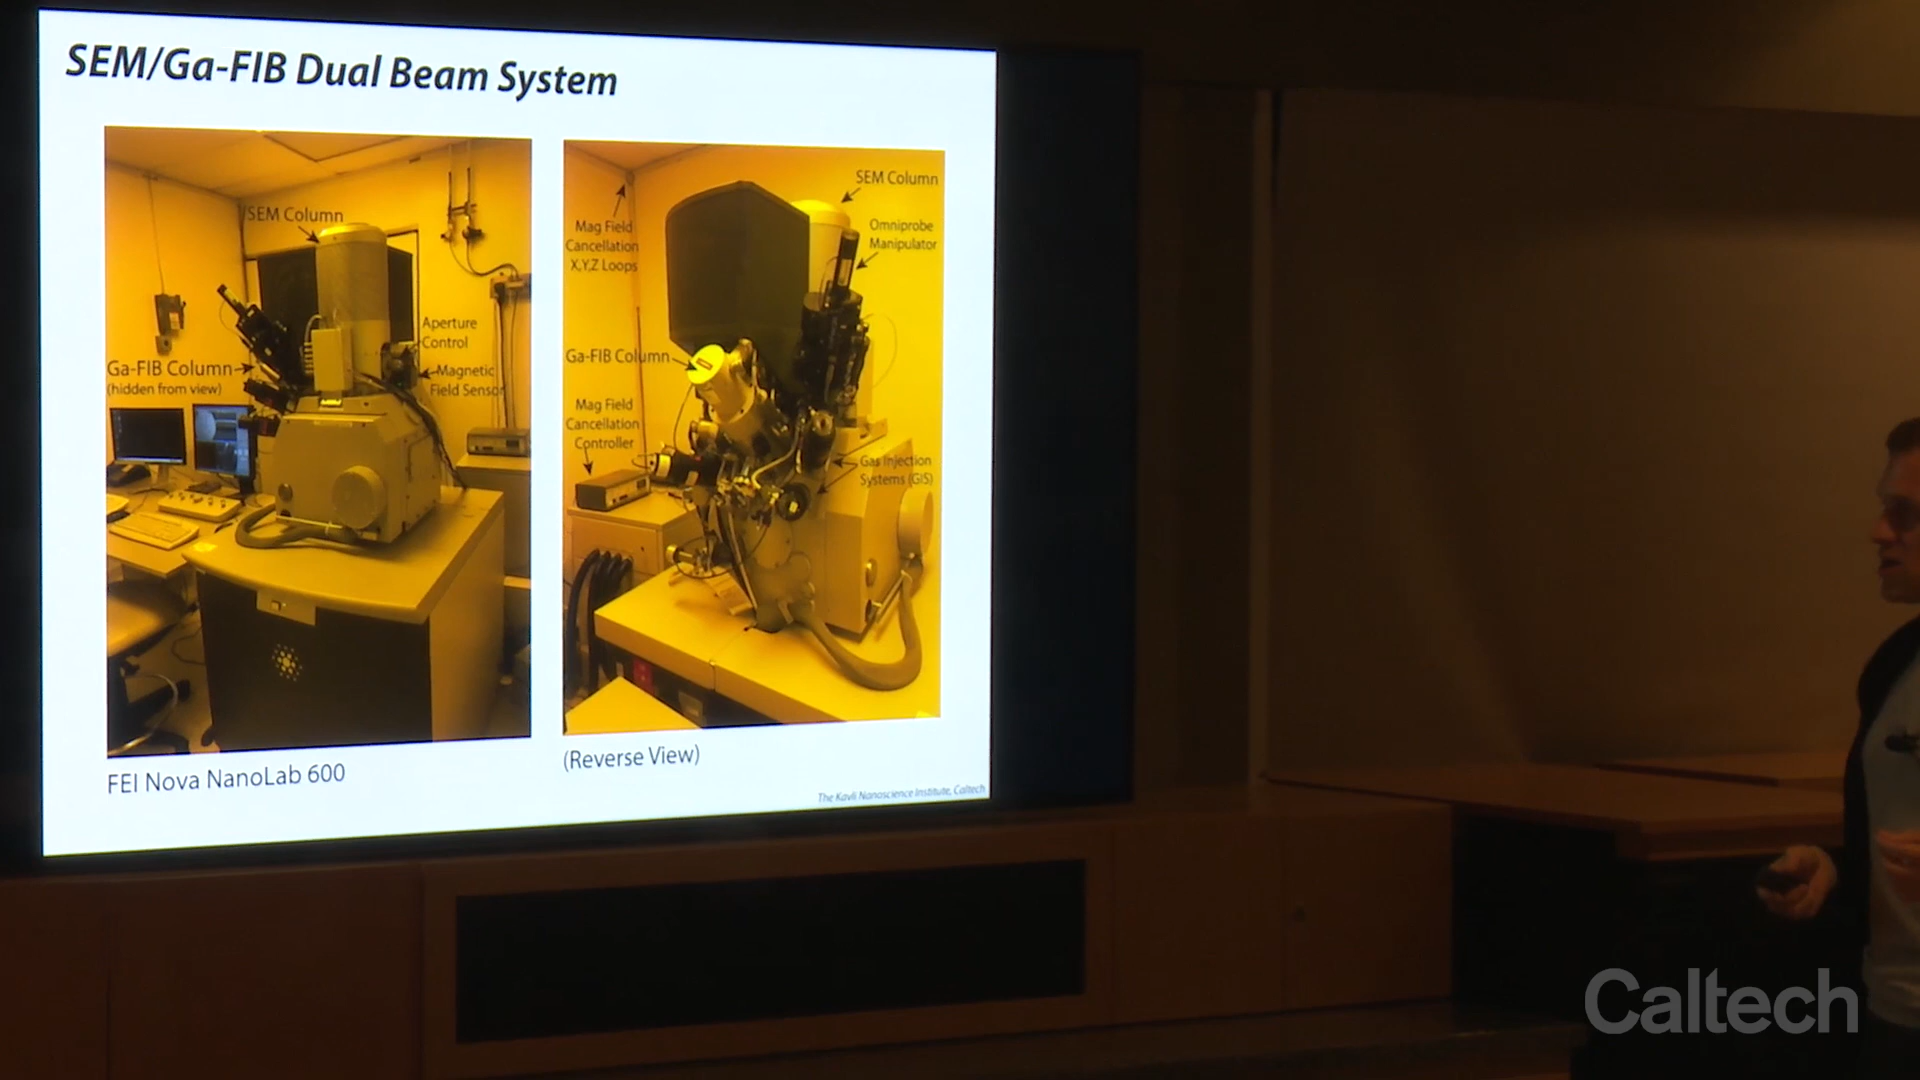 SEM/Ga-FIB Dual Beam System
SEM Column
Aperture
Control
Ga-FIB Column
(hidden from view)
Magnetic
Field Sensor
FEI Nova NanoLab 600
SEM Column
Mag Field
Cancellation
X,Y,Z Loops
Omniprobe
Manipulator
Ga-FIB Column
Mag Field
Cancellation
Controller
Gas Injection
Systems (GIS)
(Reverse View)
The Kavli Nanoscience Institute, Caltech
Caltech